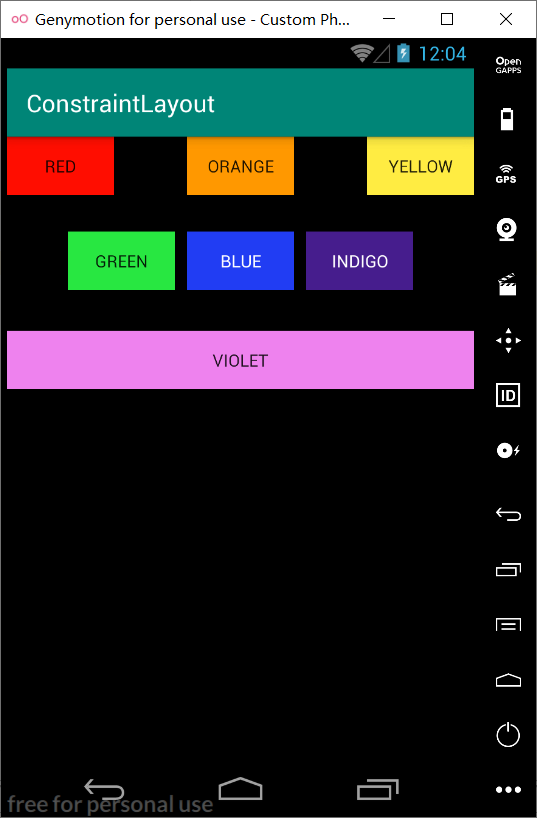 Genymotion for personal use - Custom Ph...
12:04
Open
GAPPS
ConstraintLayout
RED
ORANGE
YELLOW
GPS
GREEN
BLUE
INDIGO
VIOLET
ID
free for personal use